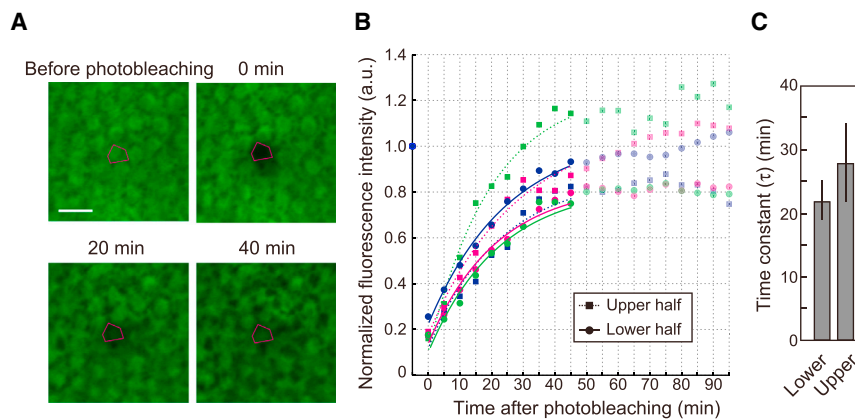 A
Before photobleaching
0 min
20 min
40 min
B
Normalized fluorescence intensity (a.u.)
1.4
1.2
1.0
0.8
0.6
0.4
0.2
0
0 10 20 30 40 50 60 70 80 90
Time after photobleaching (min)
Upper half
Lower half
C
Time constant (τ) (min)
40
30
20
10
0
Lower
Upper